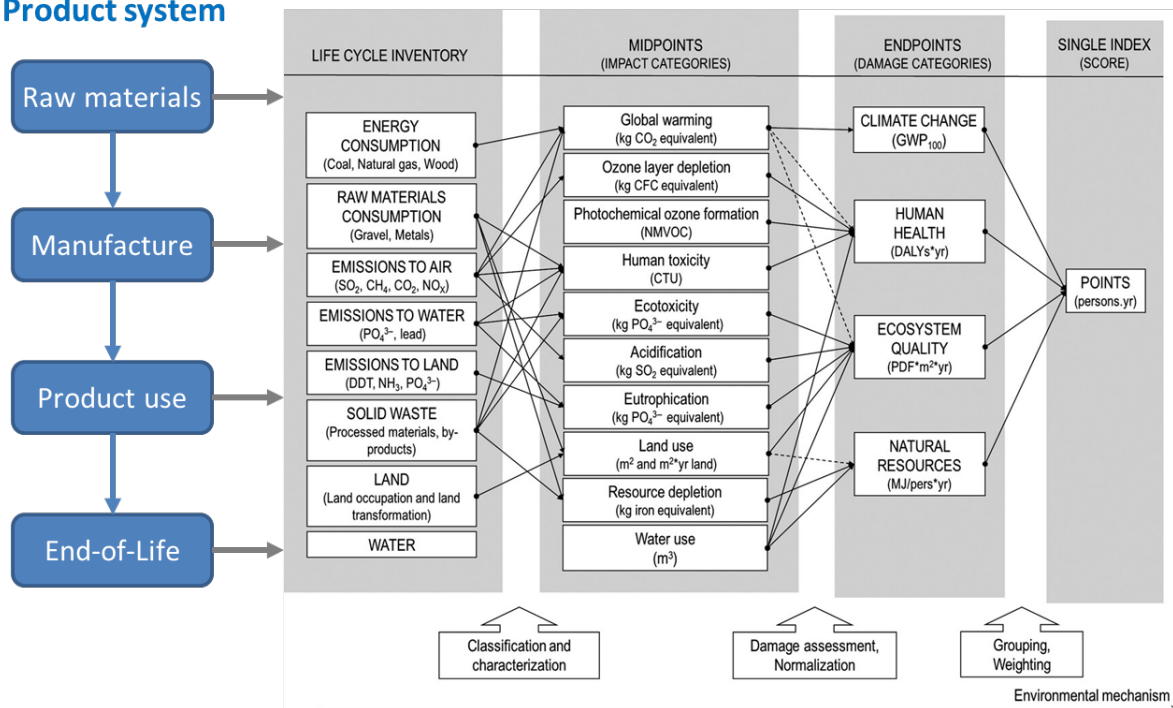 Product system
Raw materials
Manufacture
Product use
End-of-Life
LIFE CYCLE INVENTORY
ENERGY
CONSUMPTION
(Coal, Natural gas, Wood)
RAW MATERIALS
CONSUMPTION
(Gravel, Metals)
EMISSIONS TO AIR
(SO₂, CH₄, CO₂, NOₓ)
EMISSIONS TO WATER
(PO₄³⁻, lead)
EMISSIONS TO LAND
(DDT, NH₃, PO₄³⁻)
SOLID WASTE
(Processed materials, by-
products)
LAND
(Land occupation and land
transformation)
WATER
MIDPOINTS
(IMPACT CATEGORIES)
Global warming
(kg CO₂ equivalent)
Ozone layer depletion
(kg CFC equivalent)
Photochemical ozone formation
(NMVOC)
Human toxicity
(CTU)
Ecotoxicity
(kg PO₄³⁻ equivalent)
Acidification
(kg SO₂ equivalent)
Eutrophication
(kg PO₄³⁻ equivalent)
Land use
(m² and m²*yr land)
Resource depletion
(kg iron equivalent)
Water use
(m³)
ENDPOINTS
(DAMAGE CATEGORIES)
CLIMATE CHANGE
(GWP₁₀₀)
HUMAN
HEALTH
(DALYs*yr)
ECOSYSTEM
QUALITY
(PDF*m²*yr)
NATURAL
RESOURCES
(MJ/pers*yr)
SINGLE INDEX
(SCORE)
POINTS
(persons.yr)
Classification and
characterization
Damage assessment,
Normalization
Grouping,
Weighting
Environmental mechanism